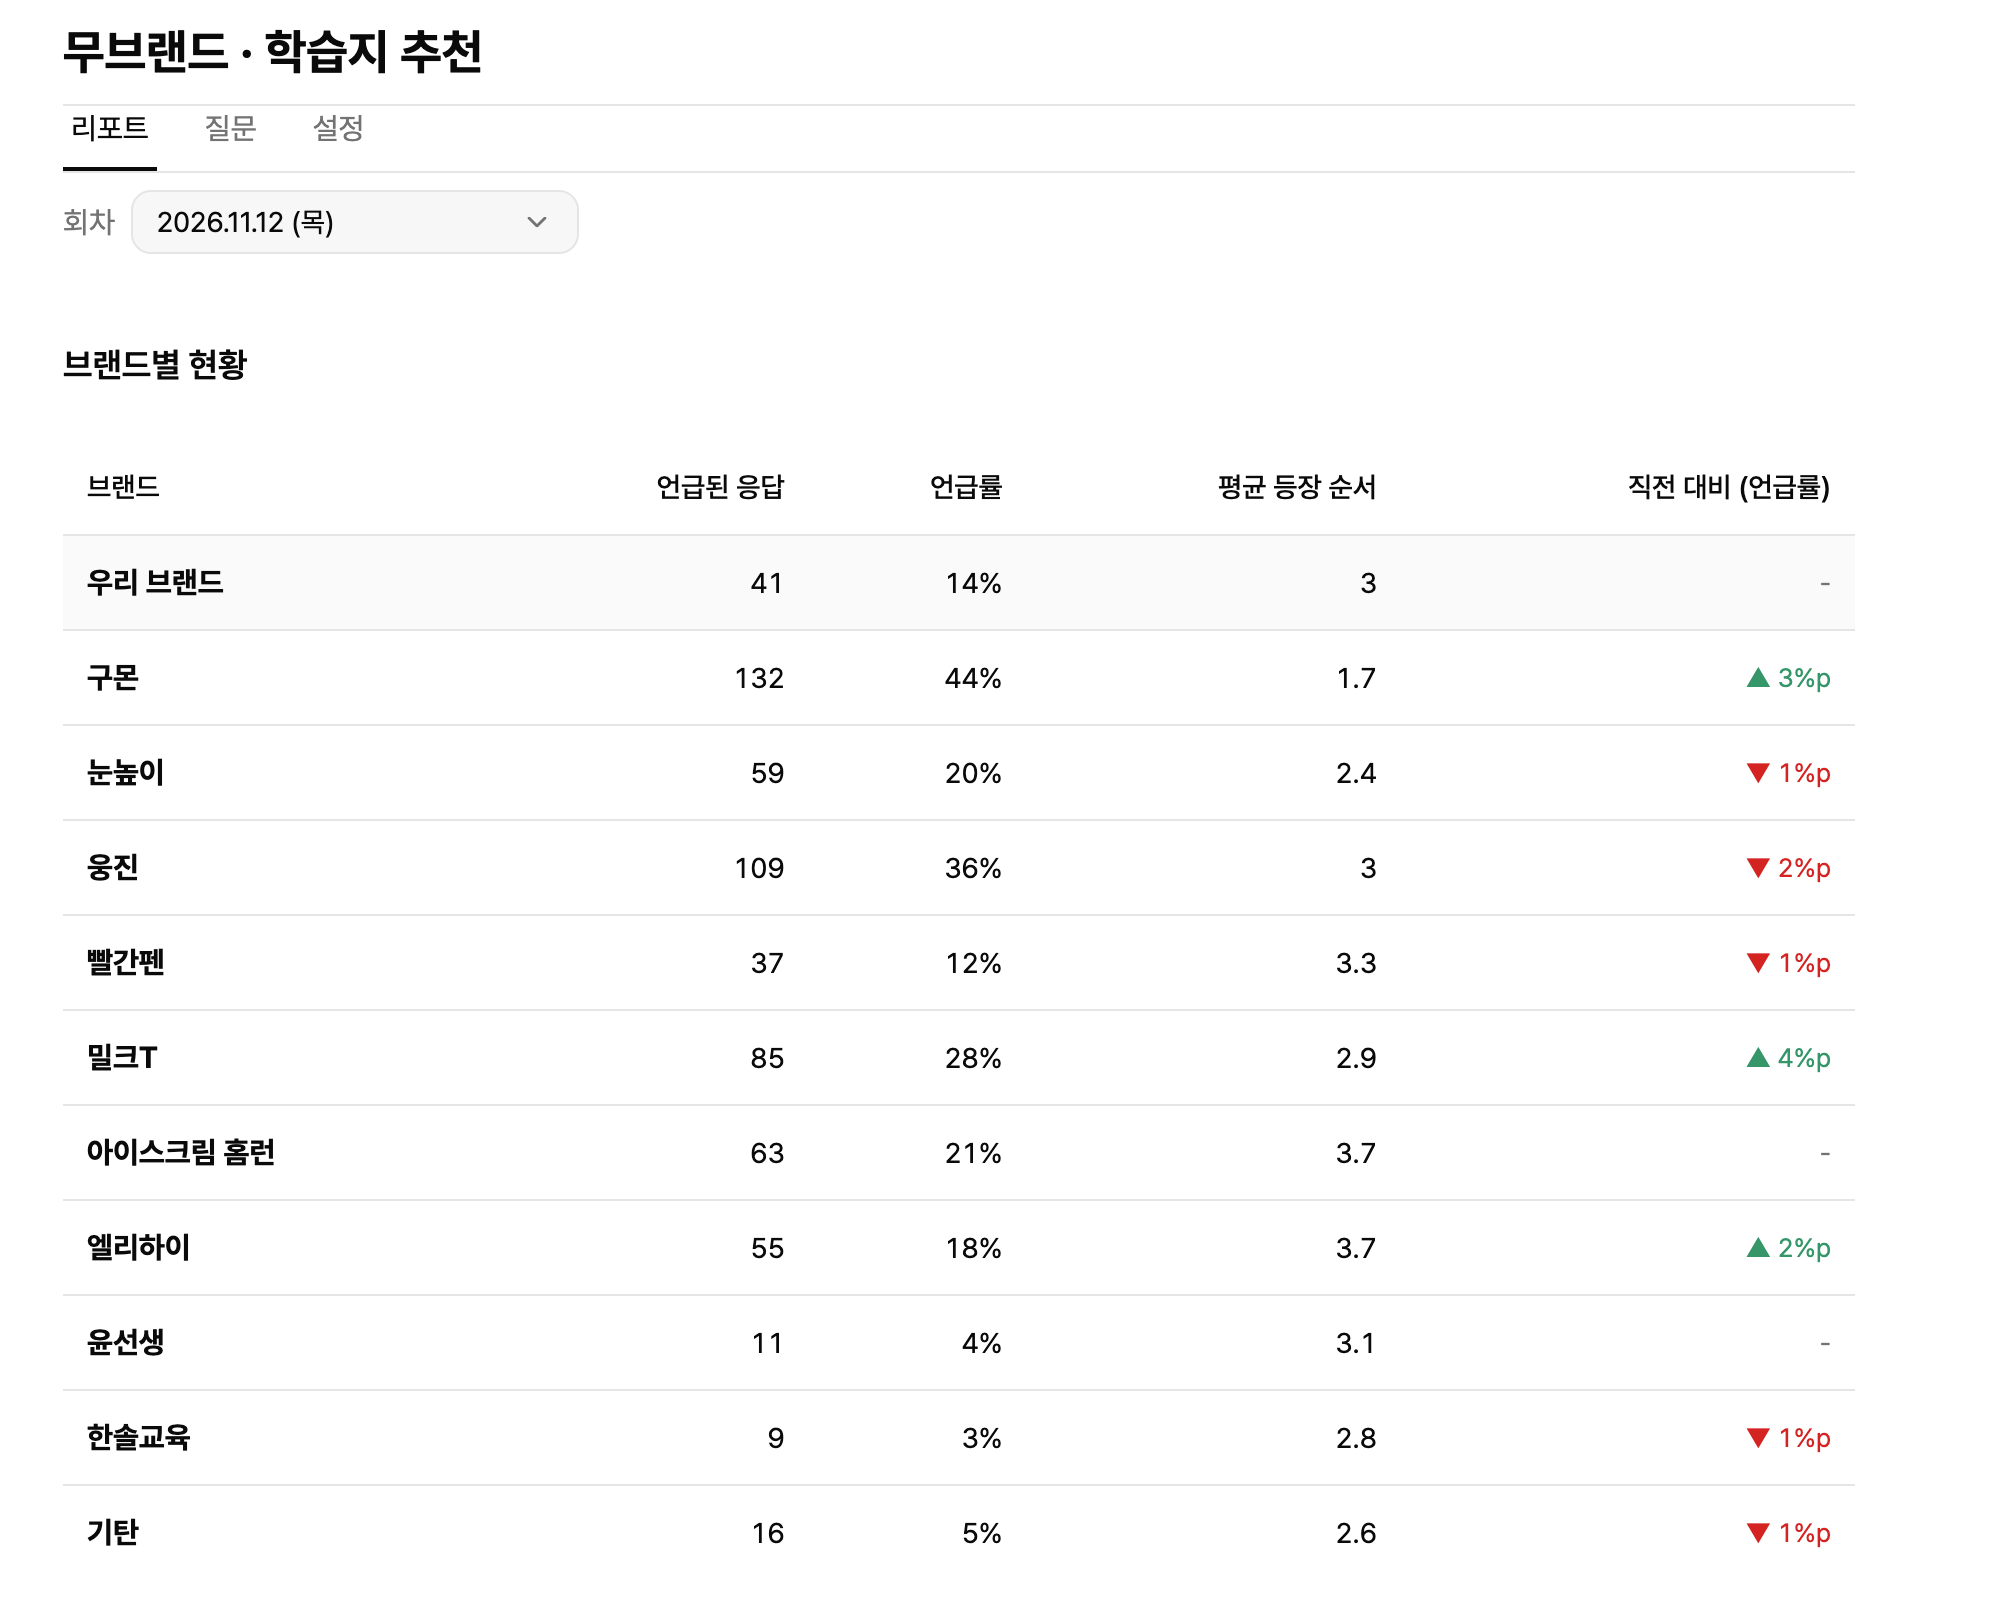 무브랜드 · 학습지 추천
리포트 질문 설정
회차 2026.11.12 (목)
브랜드별 현황
브랜드 언급된 응답 언급률 평균 등장 순서 직전 대비 (언급률)
우리 브랜드 41 14% 3 -
구몬 132 44% 1.7 ▲ 3%p
눈높이 59 20% 2.4 ▼ 1%p
웅진 109 36% 3 ▼ 2%p
빨간펜 37 12% 3.3 ▼ 1%p
밀크T 85 28% 2.9 ▲ 4%p
아이스크림 홈런 63 21% 3.7 -
엘리하이 55 18% 3.7 ▲ 2%p
윤선생 11 4% 3.1 -
한솔교육 9 3% 2.8 ▼ 1%p
기탄 16 5% 2.6 ▼ 1%p